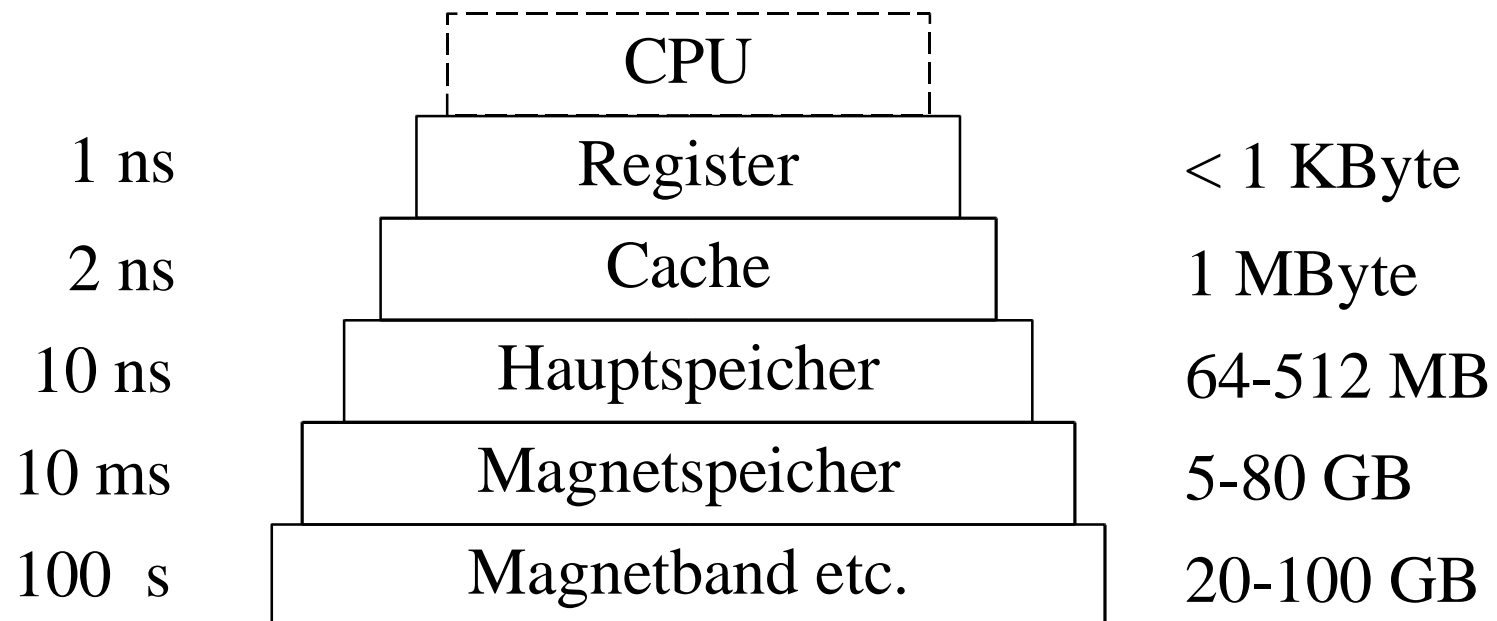 CPU
1 ns Register < 1 KByte
2 ns Cache 1 MByte
10 ns Hauptspeicher 64-512 MB
10 ms Magnetspeicher 5-80 GB
100 s Magnetband etc. 20-100 GB